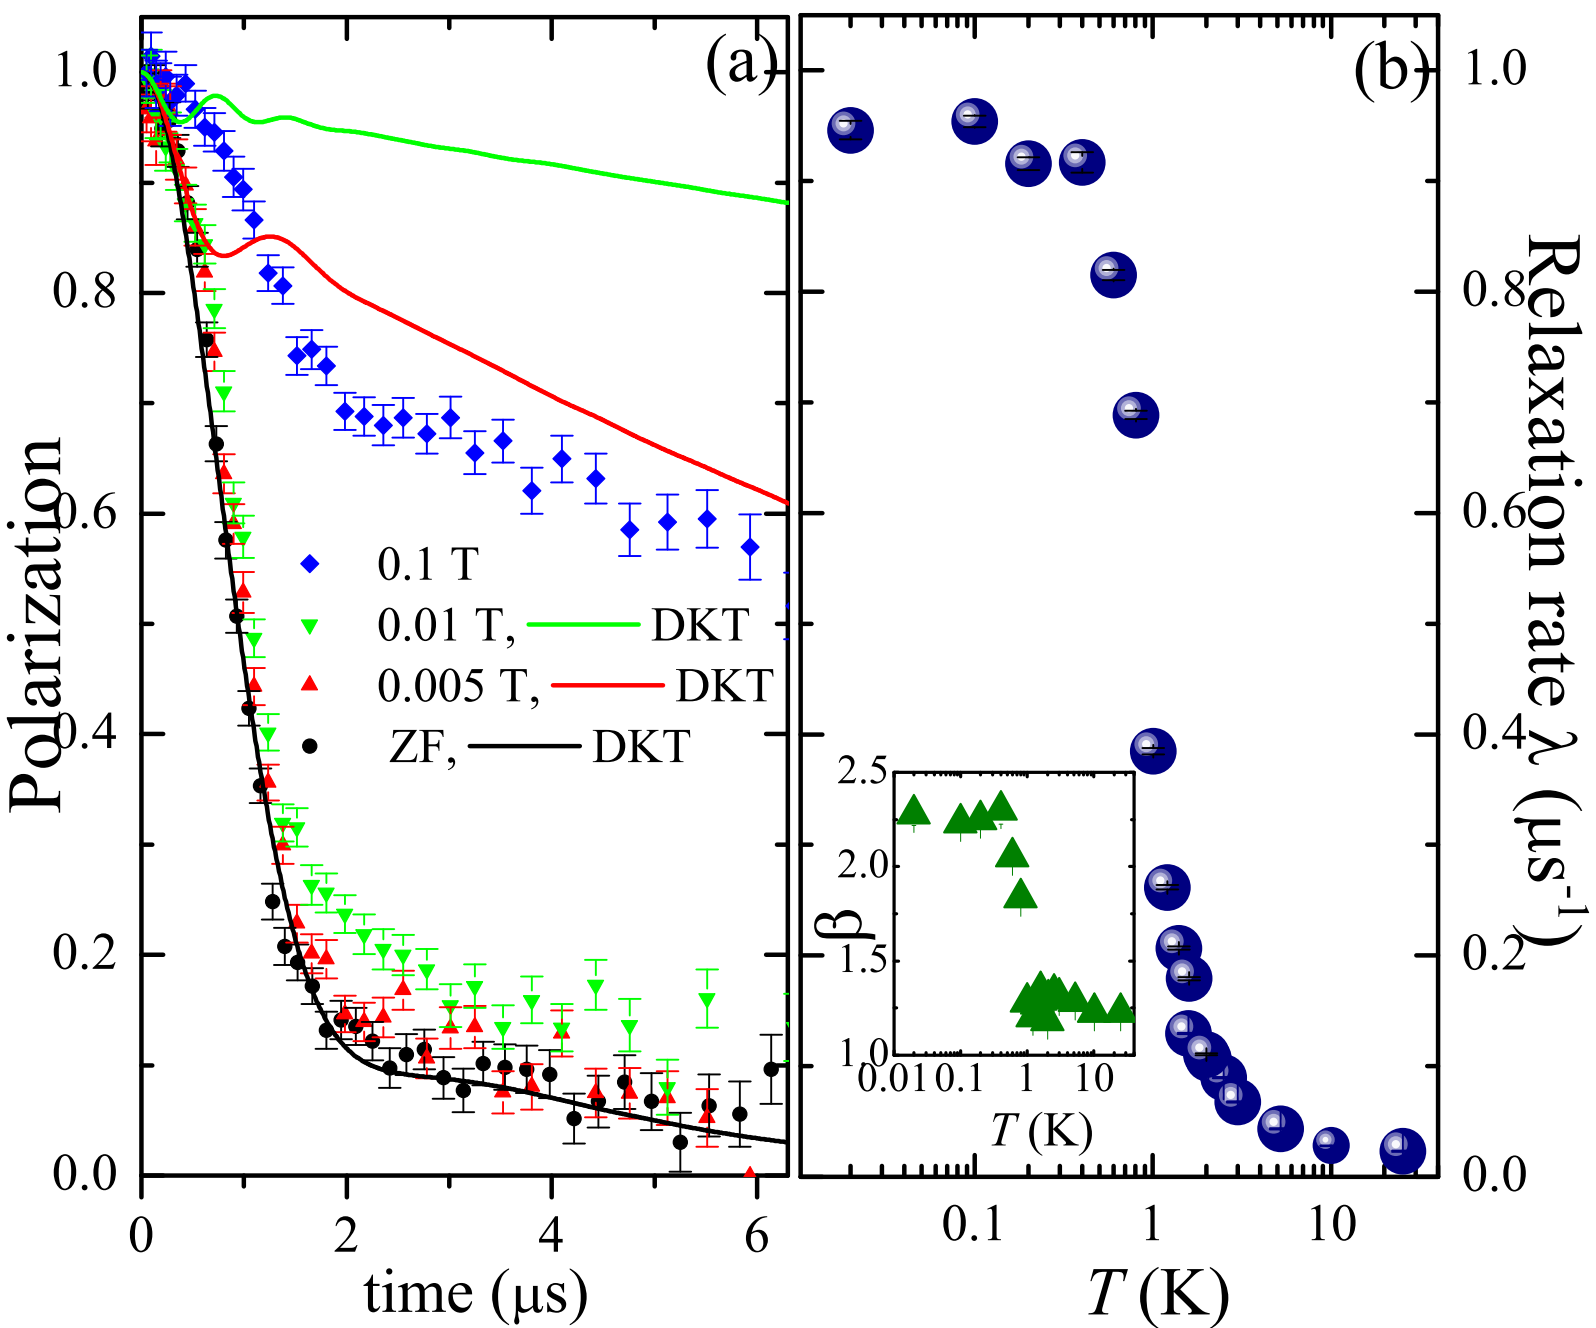 (a)
1.0
0.8
0.6
0.4
0.2
0.0
Polarization
0.1 T
0.01 T, DKT
0.005 T, DKT
ZF, DKT
0 2 4 6
time (μs)
(b)
1.0
0.8
0.6
0.4
0.2
0.0
Relaxation rate λ (μs⁻¹)
0.1 1 10
T (K)
2.5
2.0
1.5
1.0
β
0.01 0.1 1 10
T (K)